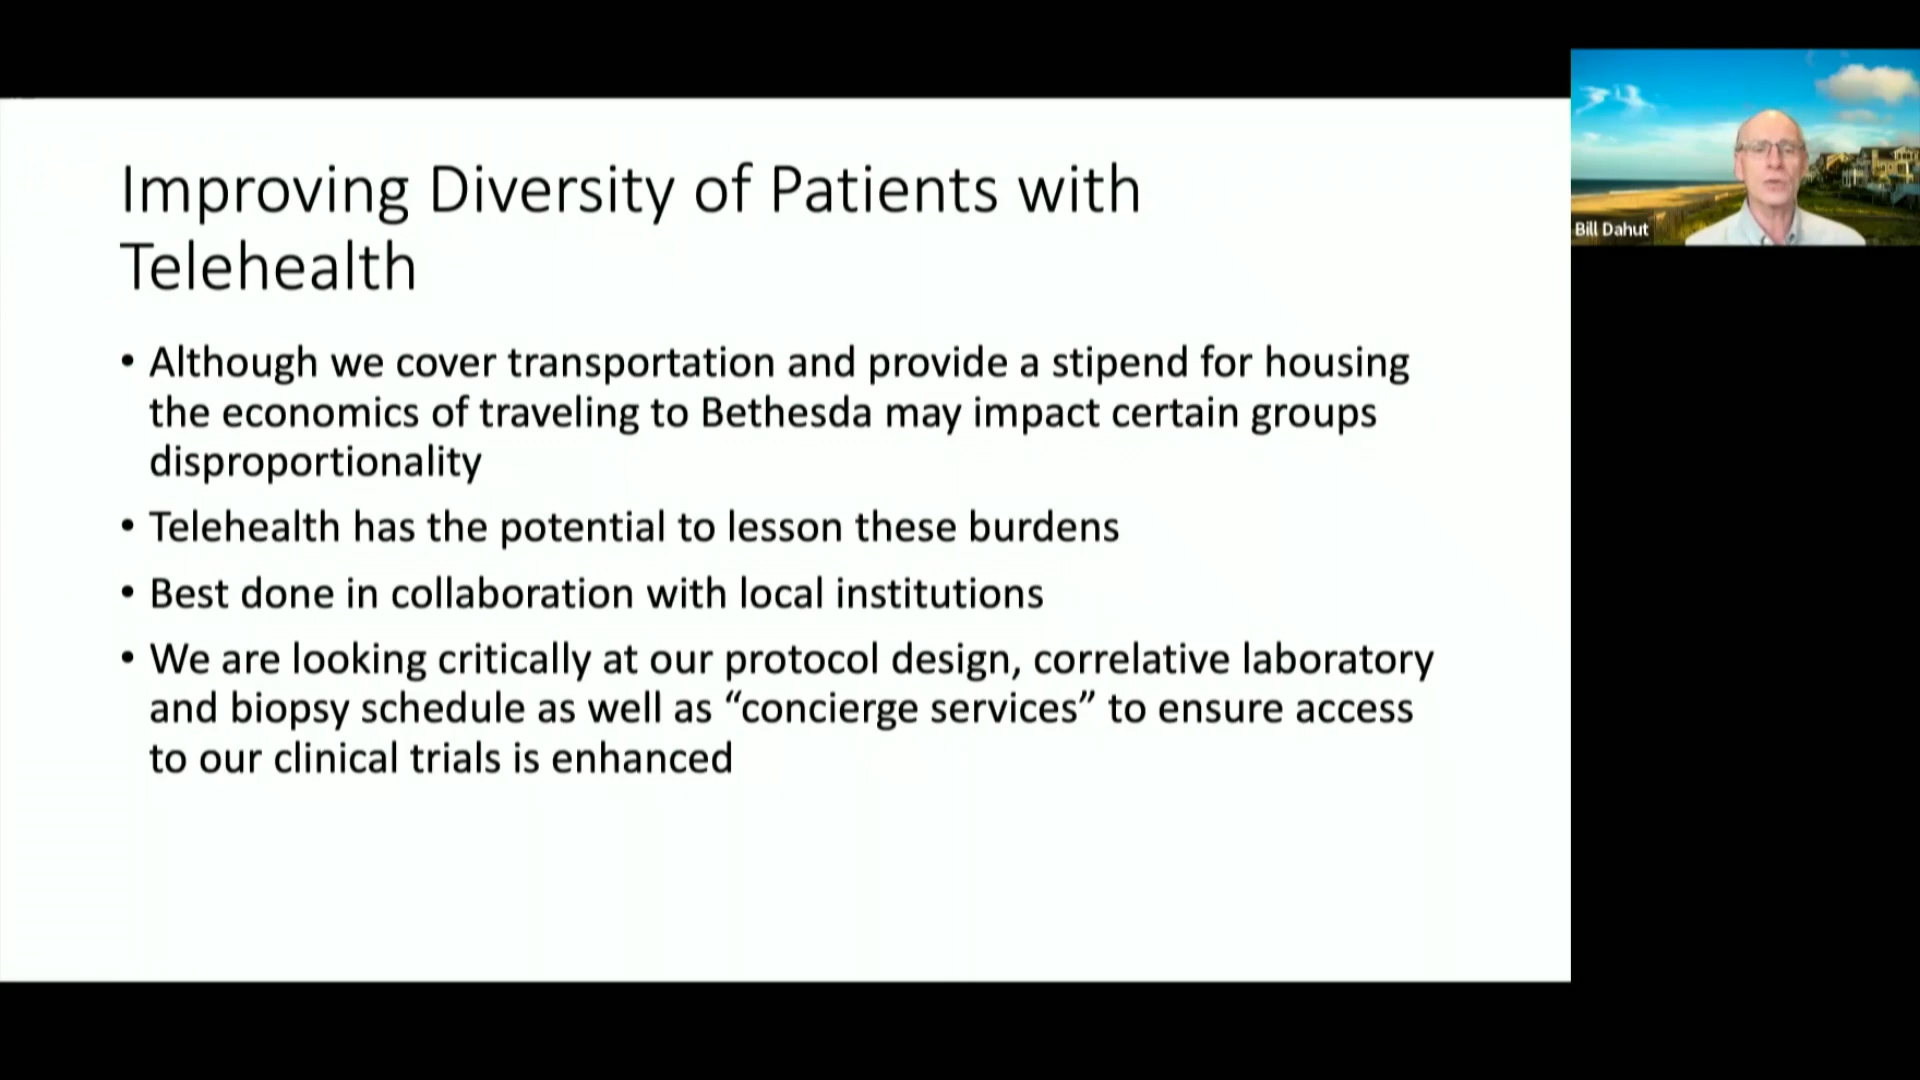 Improving Diversity of Patients with
Telehealth
• Although we cover transportation and provide a stipend for housing
the economics of traveling to Bethesda may impact certain groups
disproportionality
• Telehealth has the potential to lesson these burdens
• Best done in collaboration with local institutions
• We are looking critically at our protocol design, correlative laboratory
and biopsy schedule as well as “concierge services” to ensure access
to our clinical trials is enhanced
Bill Dahut